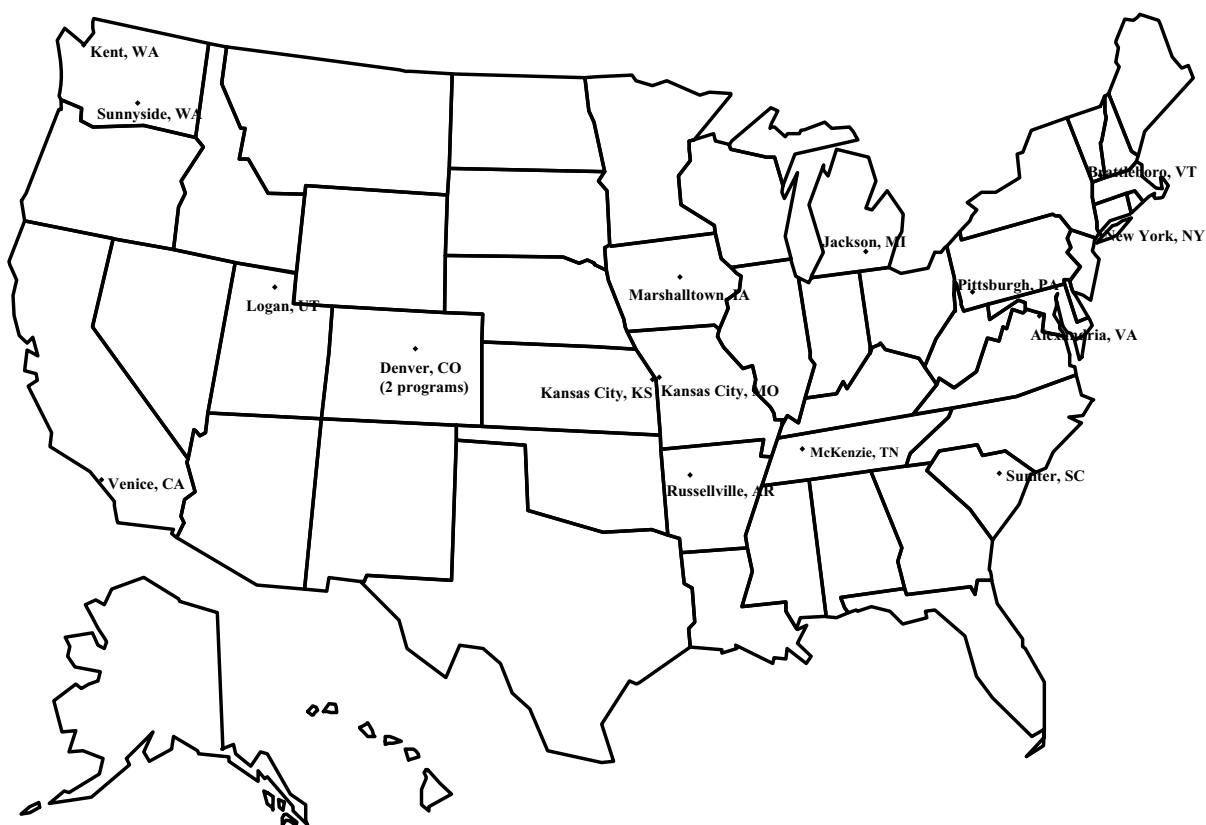 Kent, WA
Sunnyside, WA
Brattleboro, VT
New York, NY
Jackson, MI
Pittsburgh, PA
Marshalltown, IA
Logan, UT
Alexandria, VA
Denver, CO
(2 programs)
Kansas City, KS
Kansas City, MO
McKenzie, TN
Sumter, SC
Venice, CA
Russellville, AR